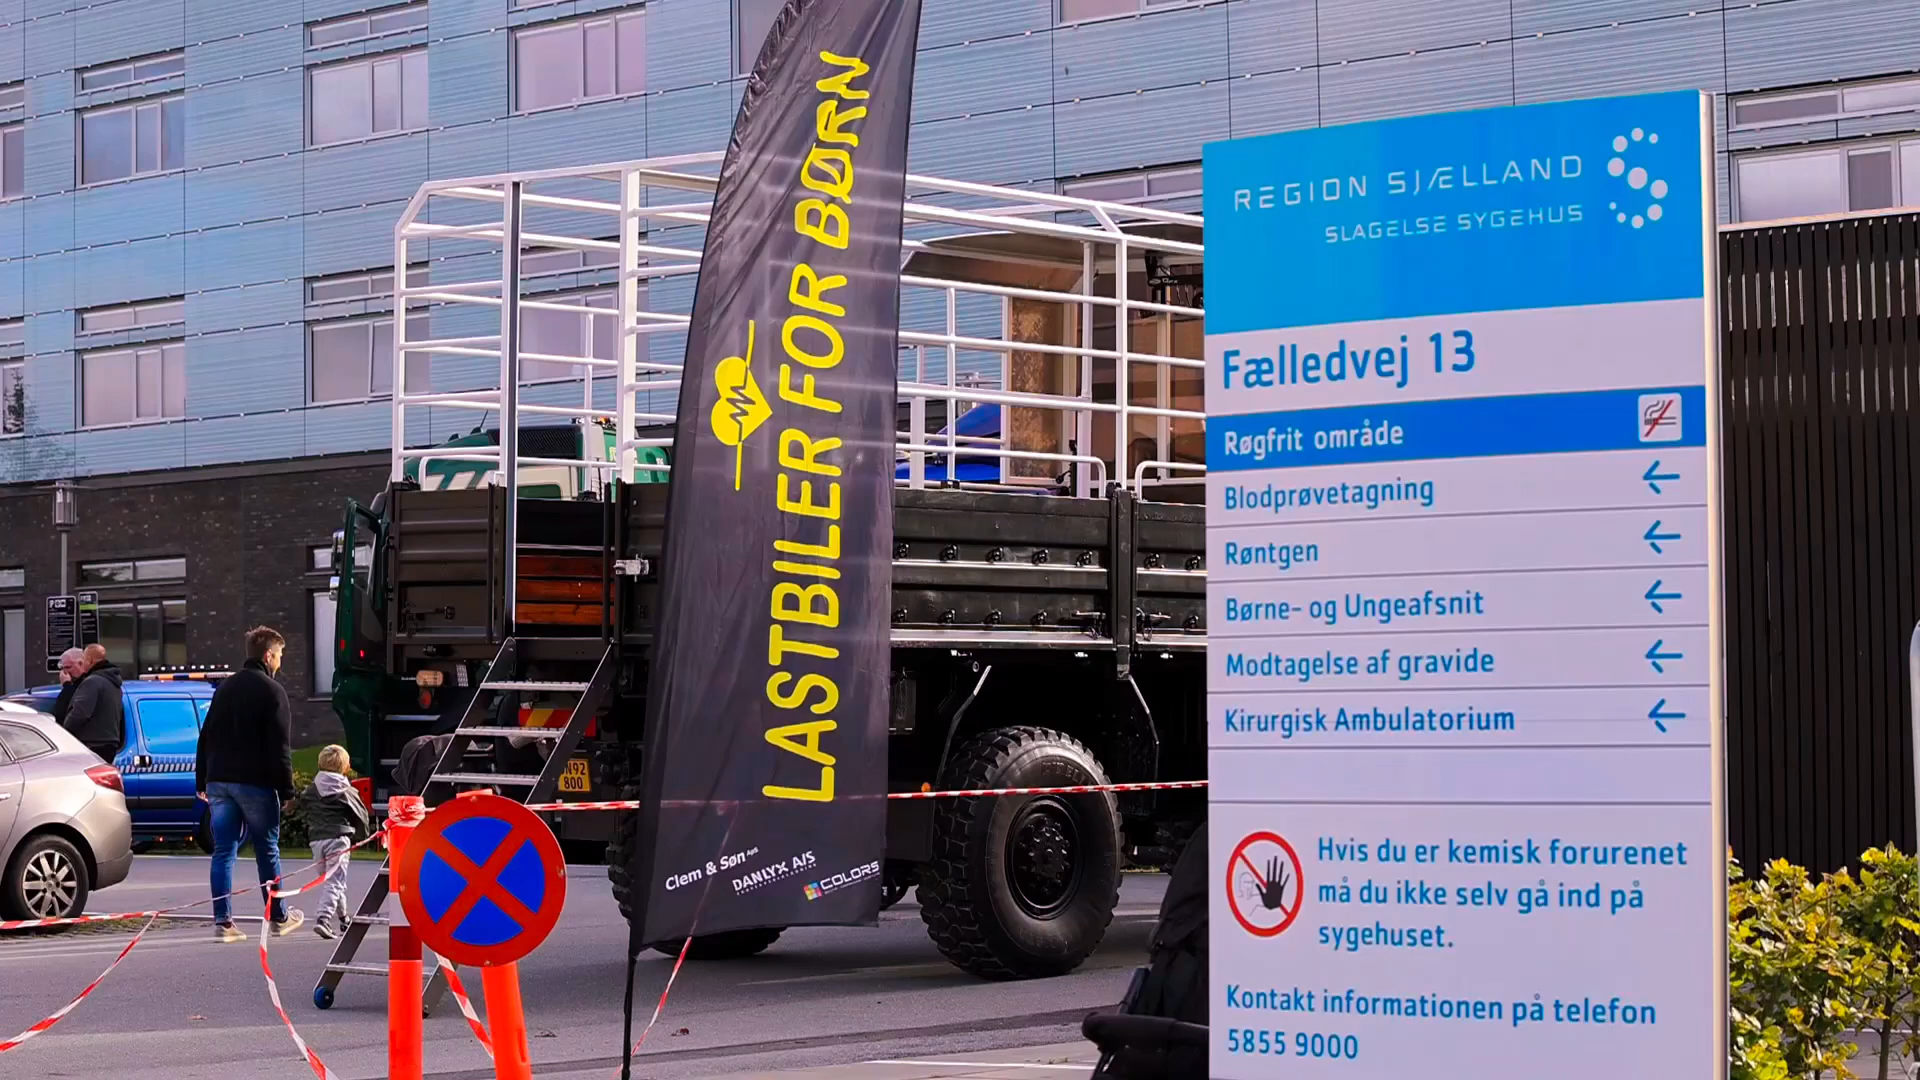 LASTBILER FOR BØRN
Clem & Søn ApS
DANLYX A/S
COLORS
N92
800
REGION SJÆLLAND
SLAGELSE SYGEHUS
Fælledvej 13
Røgfrit område
Blodprøvetagning
Røntgen
Børne- og Ungeafsnit
Modtagelse af gravide
Kirurgisk Ambulatorium
Hvis du er kemisk forurenet
må du ikke selv gå ind på
sygehuset.
Kontakt informationen på telefon
5855 9000